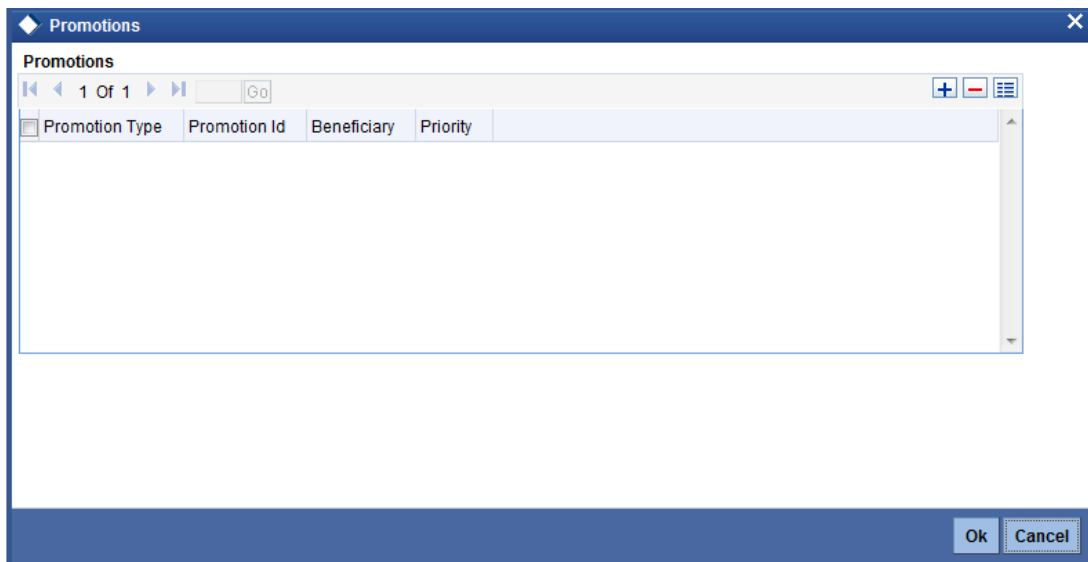 Promotions
Promotions
1 Of 1 Go
Promotion Type Promotion Id Beneficiary Priority
Ok Cancel